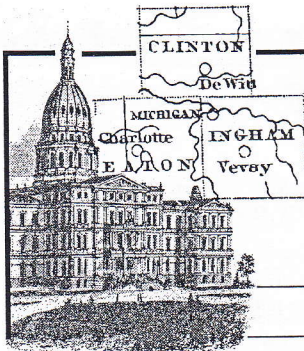 CLINTON
De Witt
MICHIGAN
Charlotte
INGHAM
EATON
Vevay